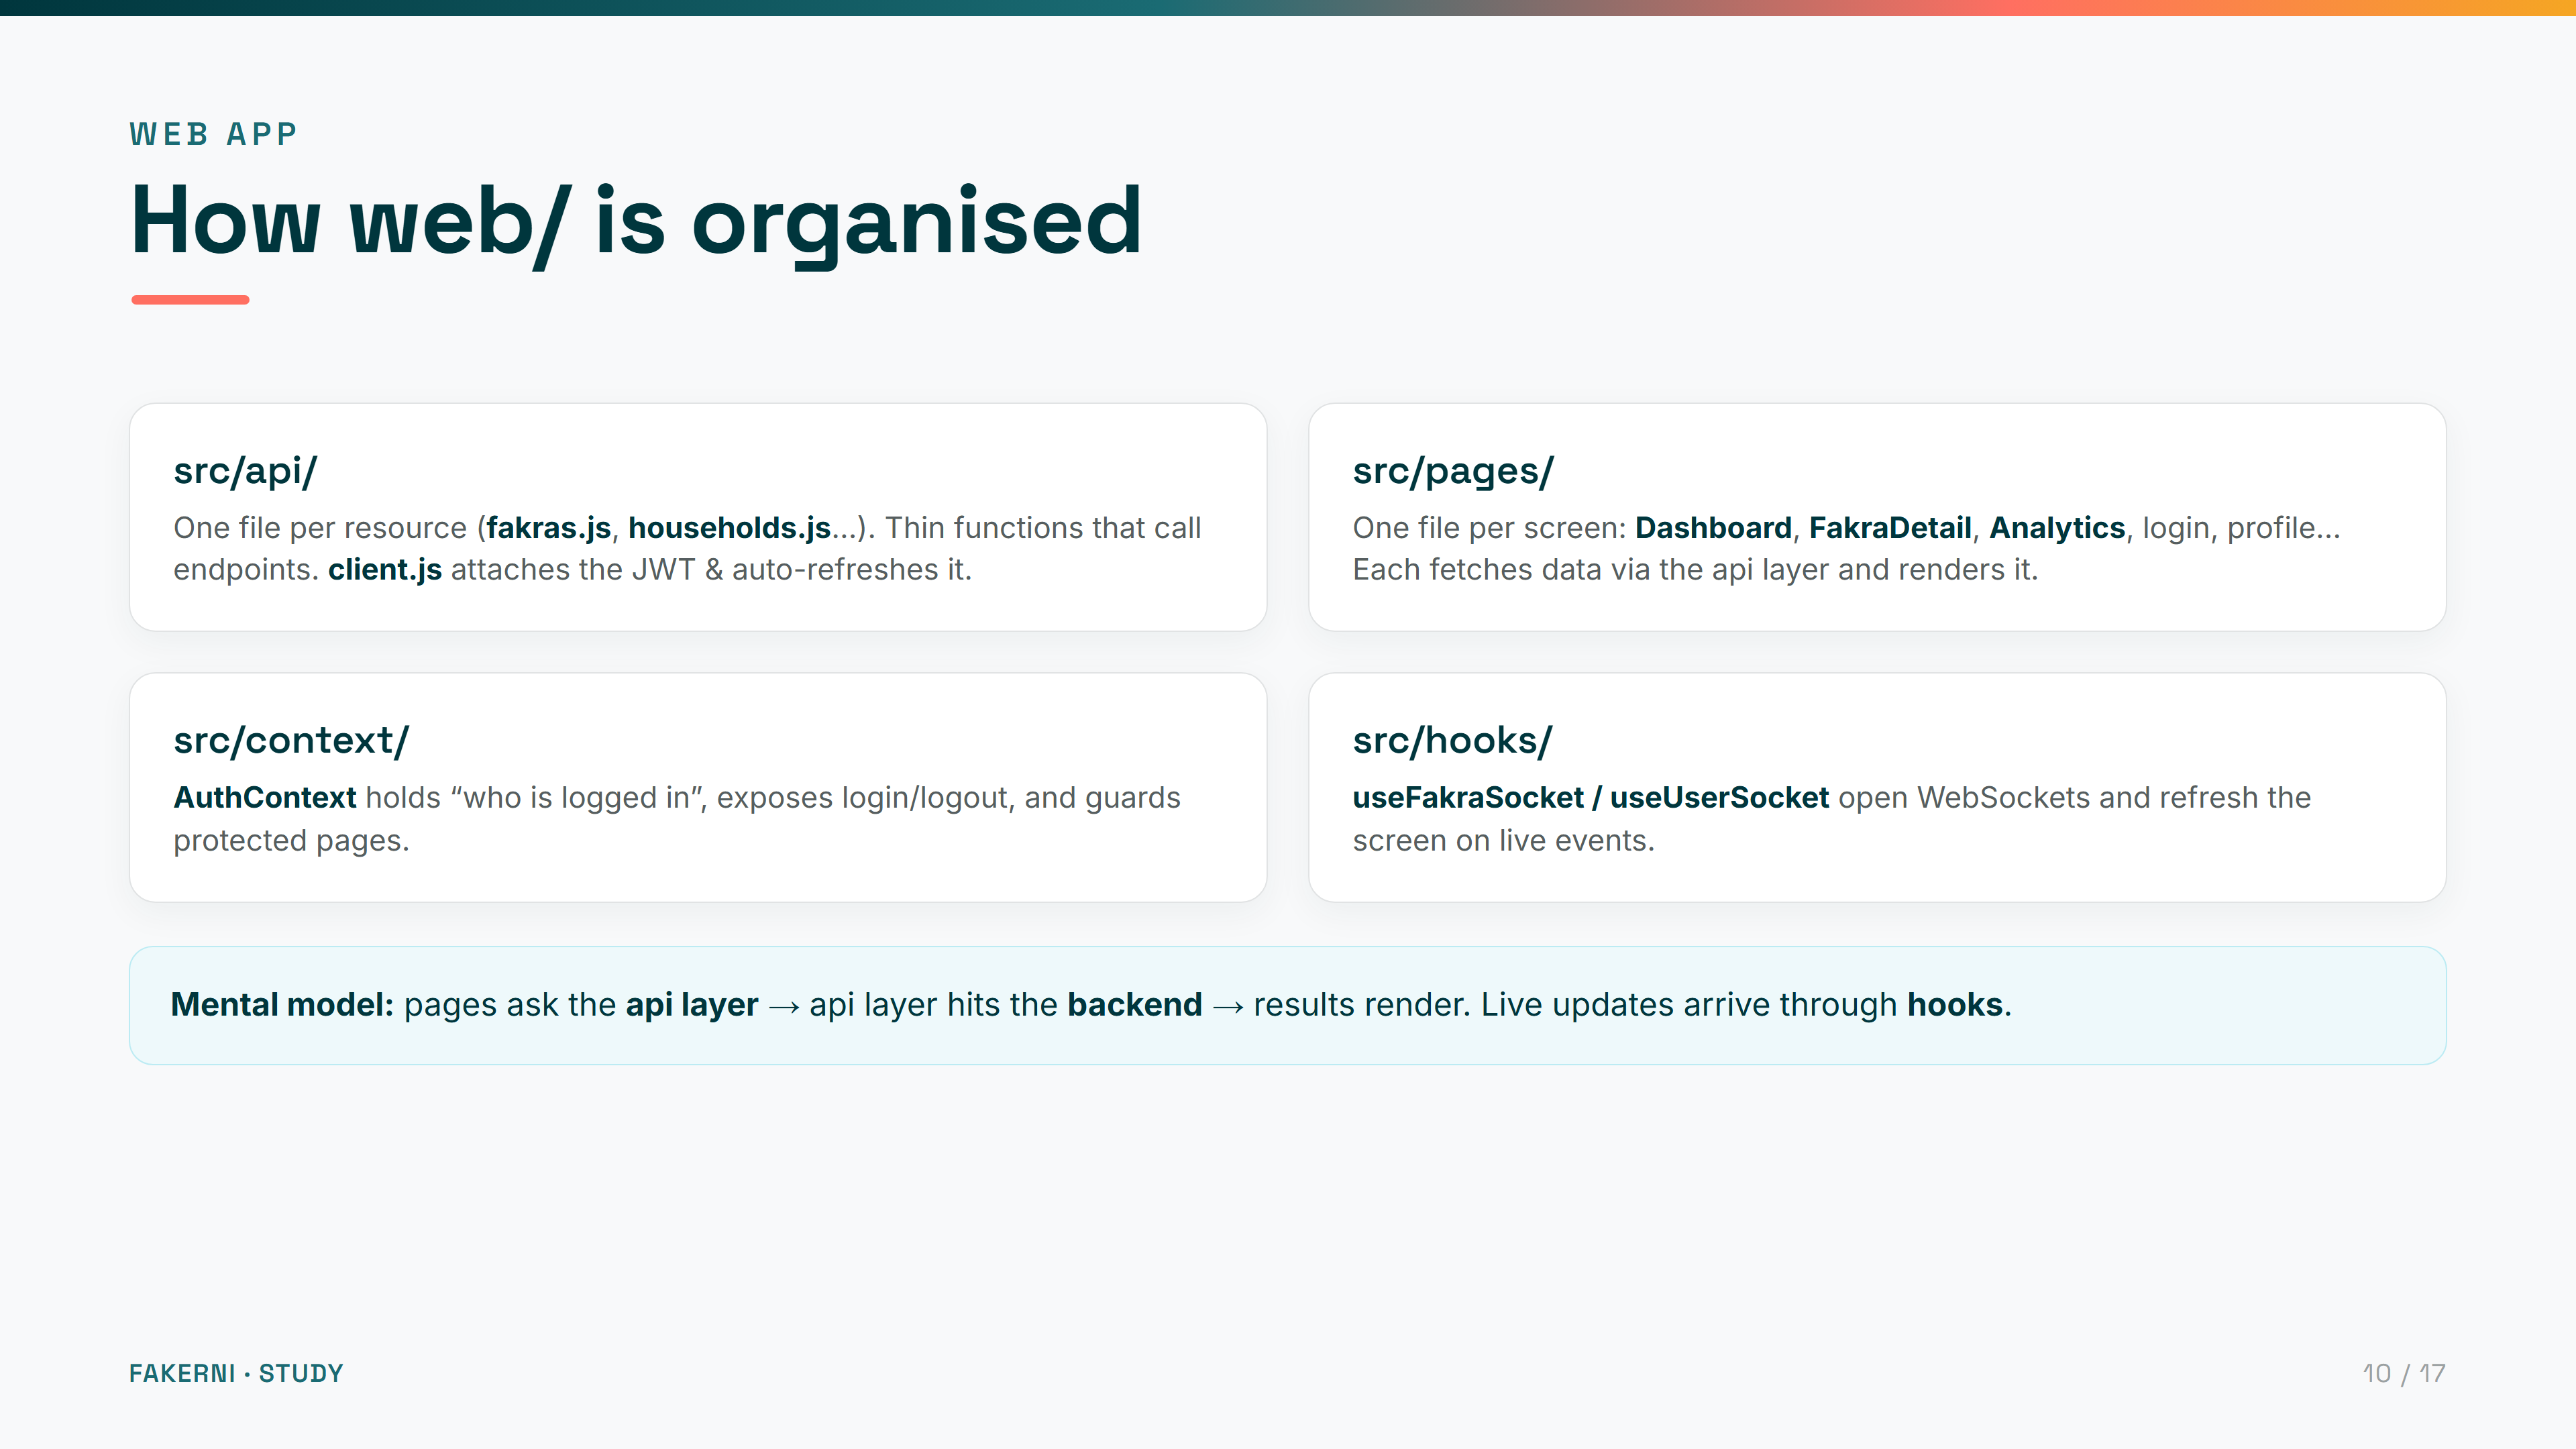 WEB APP
How web/ is organised
src/api/
One file per resource (fakras.js, households.js...). Thin functions that call
endpoints. client.js attaches the JWT & auto-refreshes it.
src/pages/
One file per screen: Dashboard, FakraDetail, Analytics, login, profile...
Each fetches data via the api layer and renders it.
src/context/
AuthContext holds “who is logged in”, exposes login/logout, and guards
protected pages.
src/hooks/
useFakraSocket / useUserSocket open WebSockets and refresh the
screen on live events.
Mental model: pages ask the api layer → api layer hits the backend → results render. Live updates arrive through hooks.
FAKERNI · STUDY
10 / 17